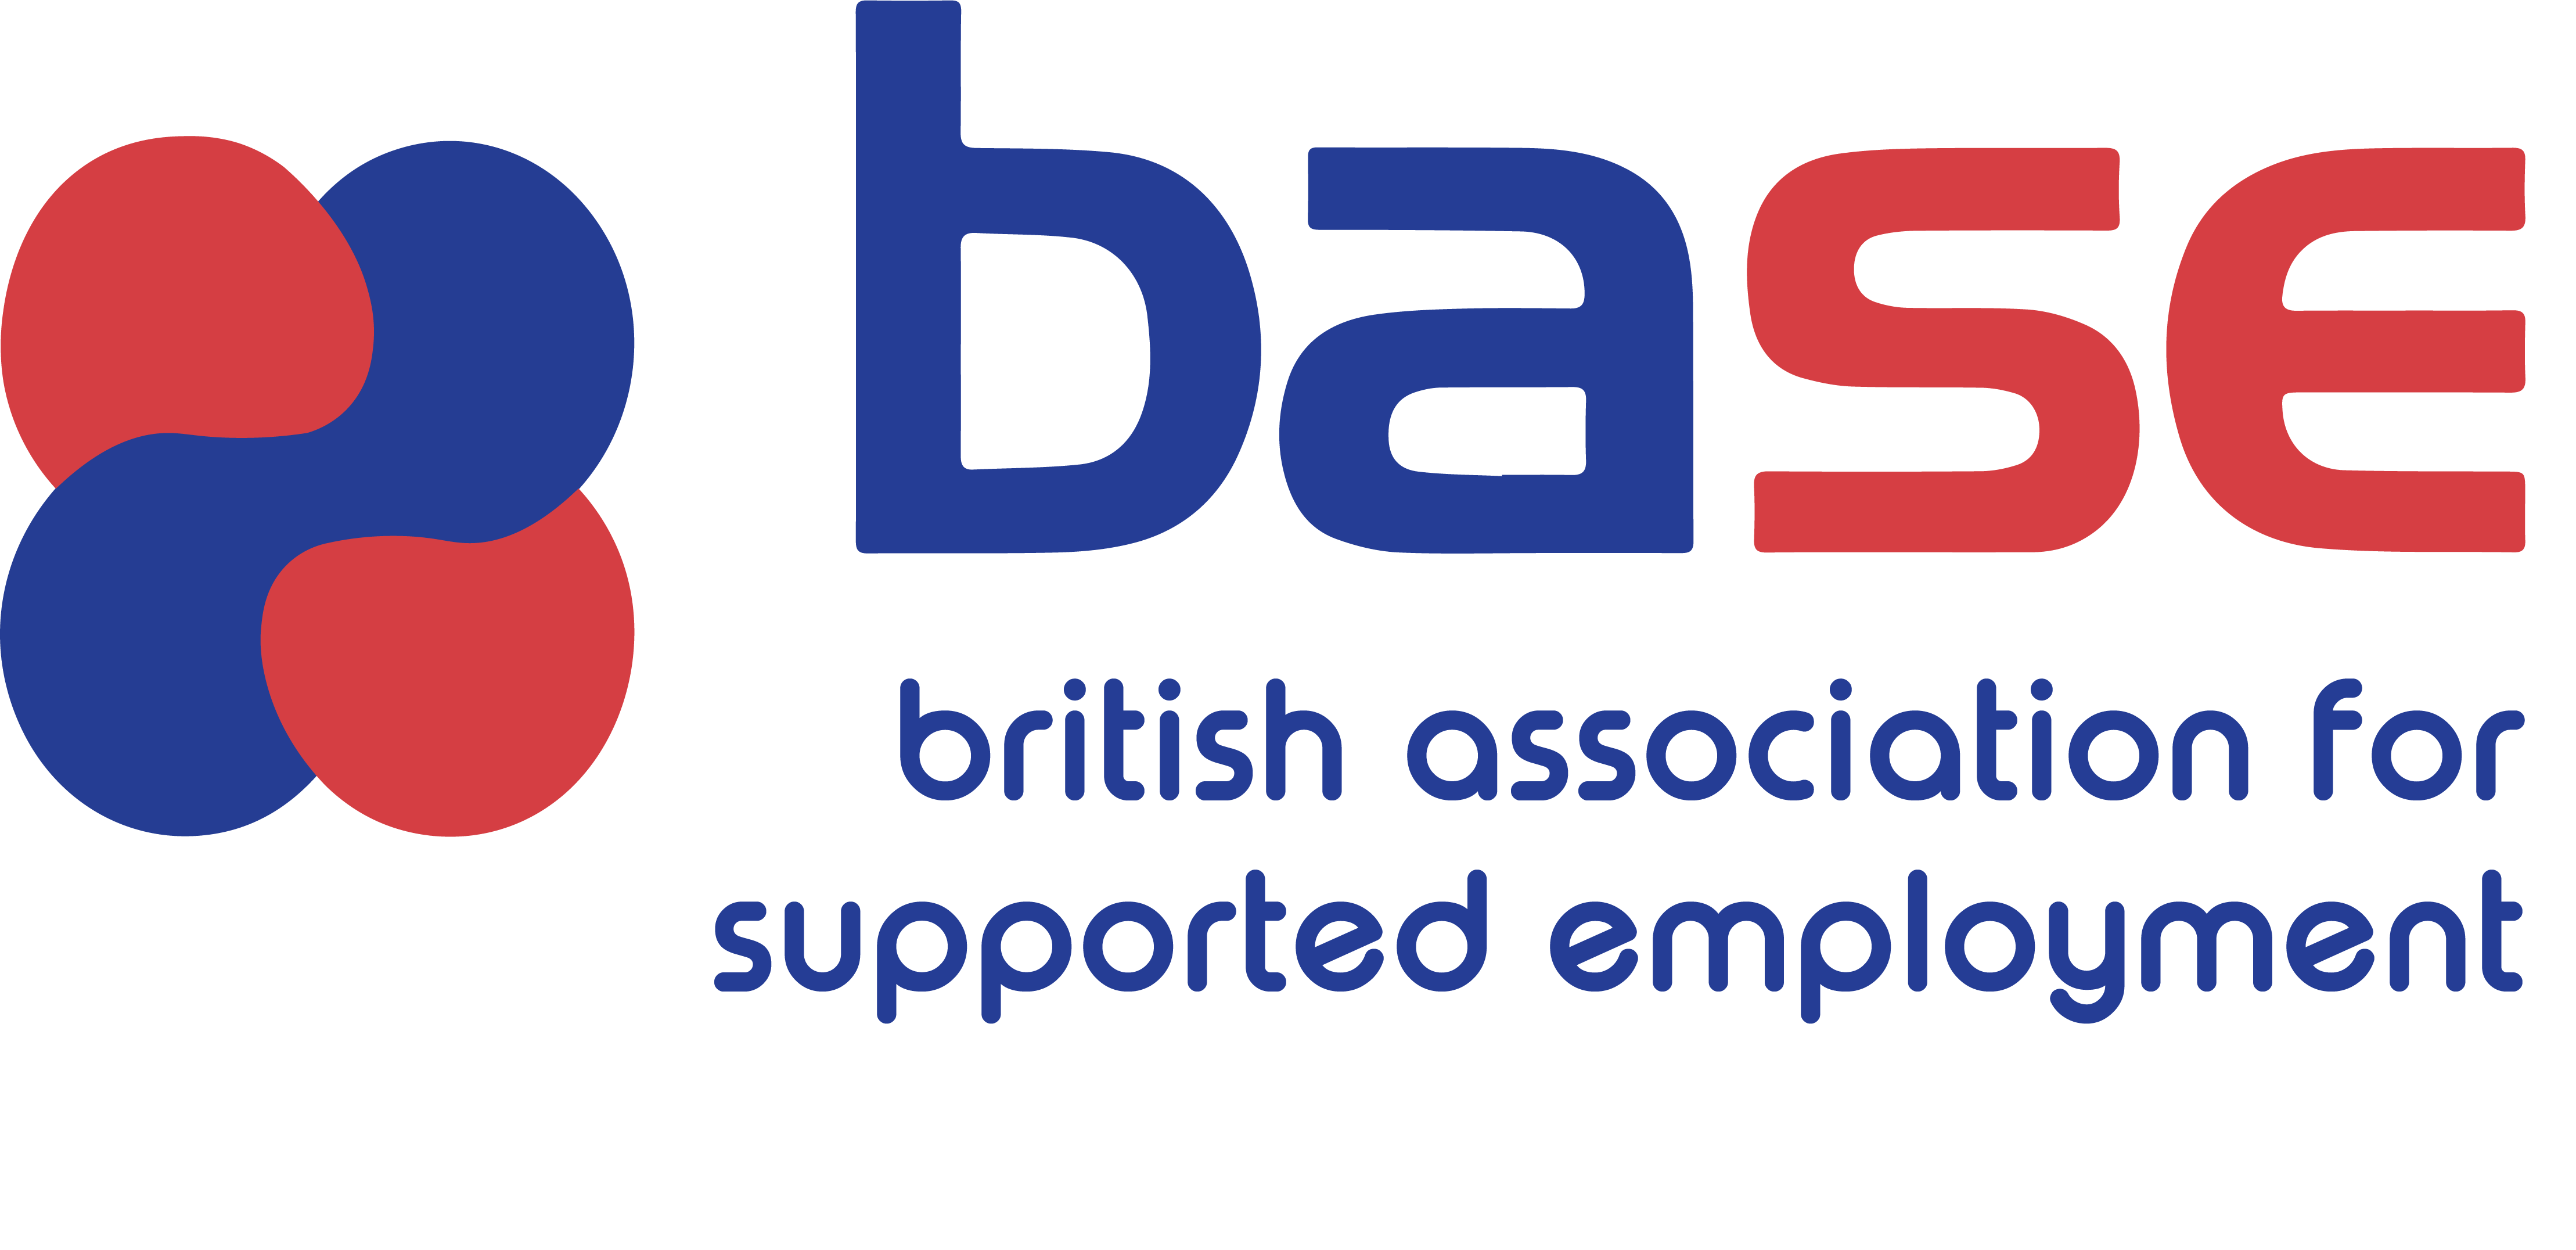 base
british association for
supported employment